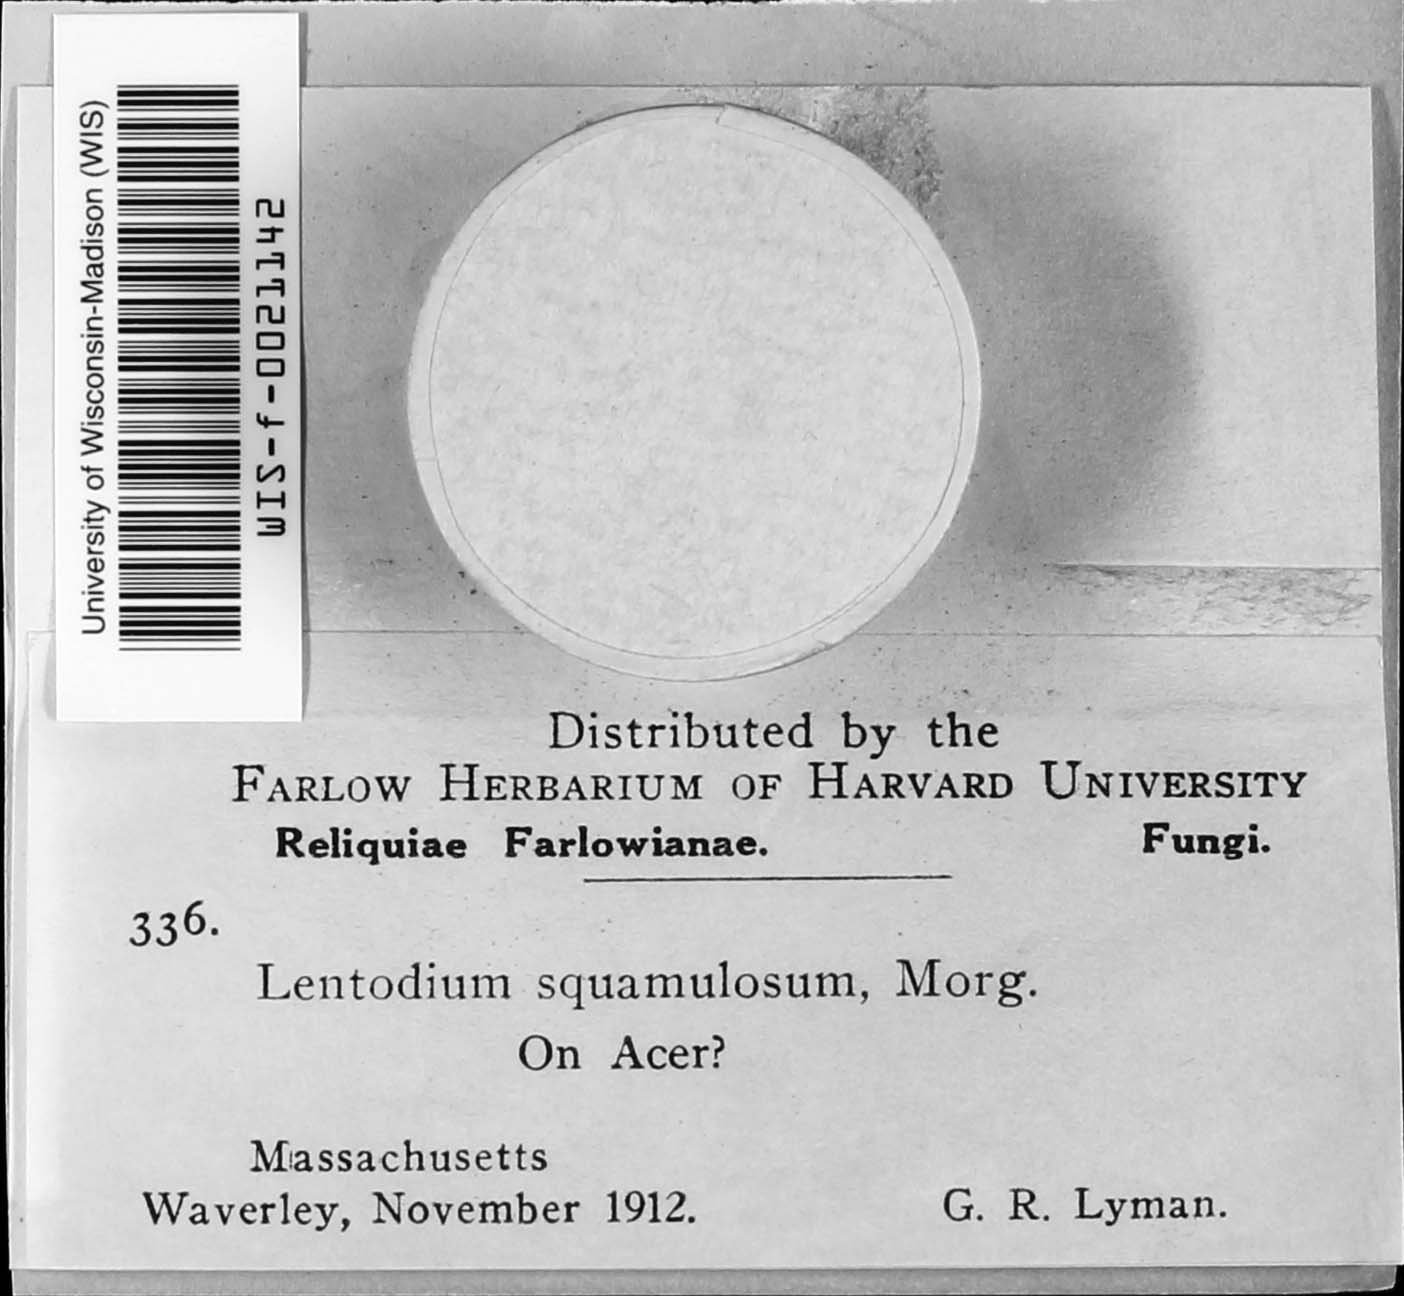 University of Wisconsin-Madison (WIS)
WIS-f-0021142
Distributed by the
FARLOW HERBARIUM OF HARVARD UNIVERSITY
Reliquiae Farlowianae. Fungi.
336.
Lentodium squamulosum, Morg.
On Acer?
Massachusetts
Waverley, November 1912. G. R. Lyman.